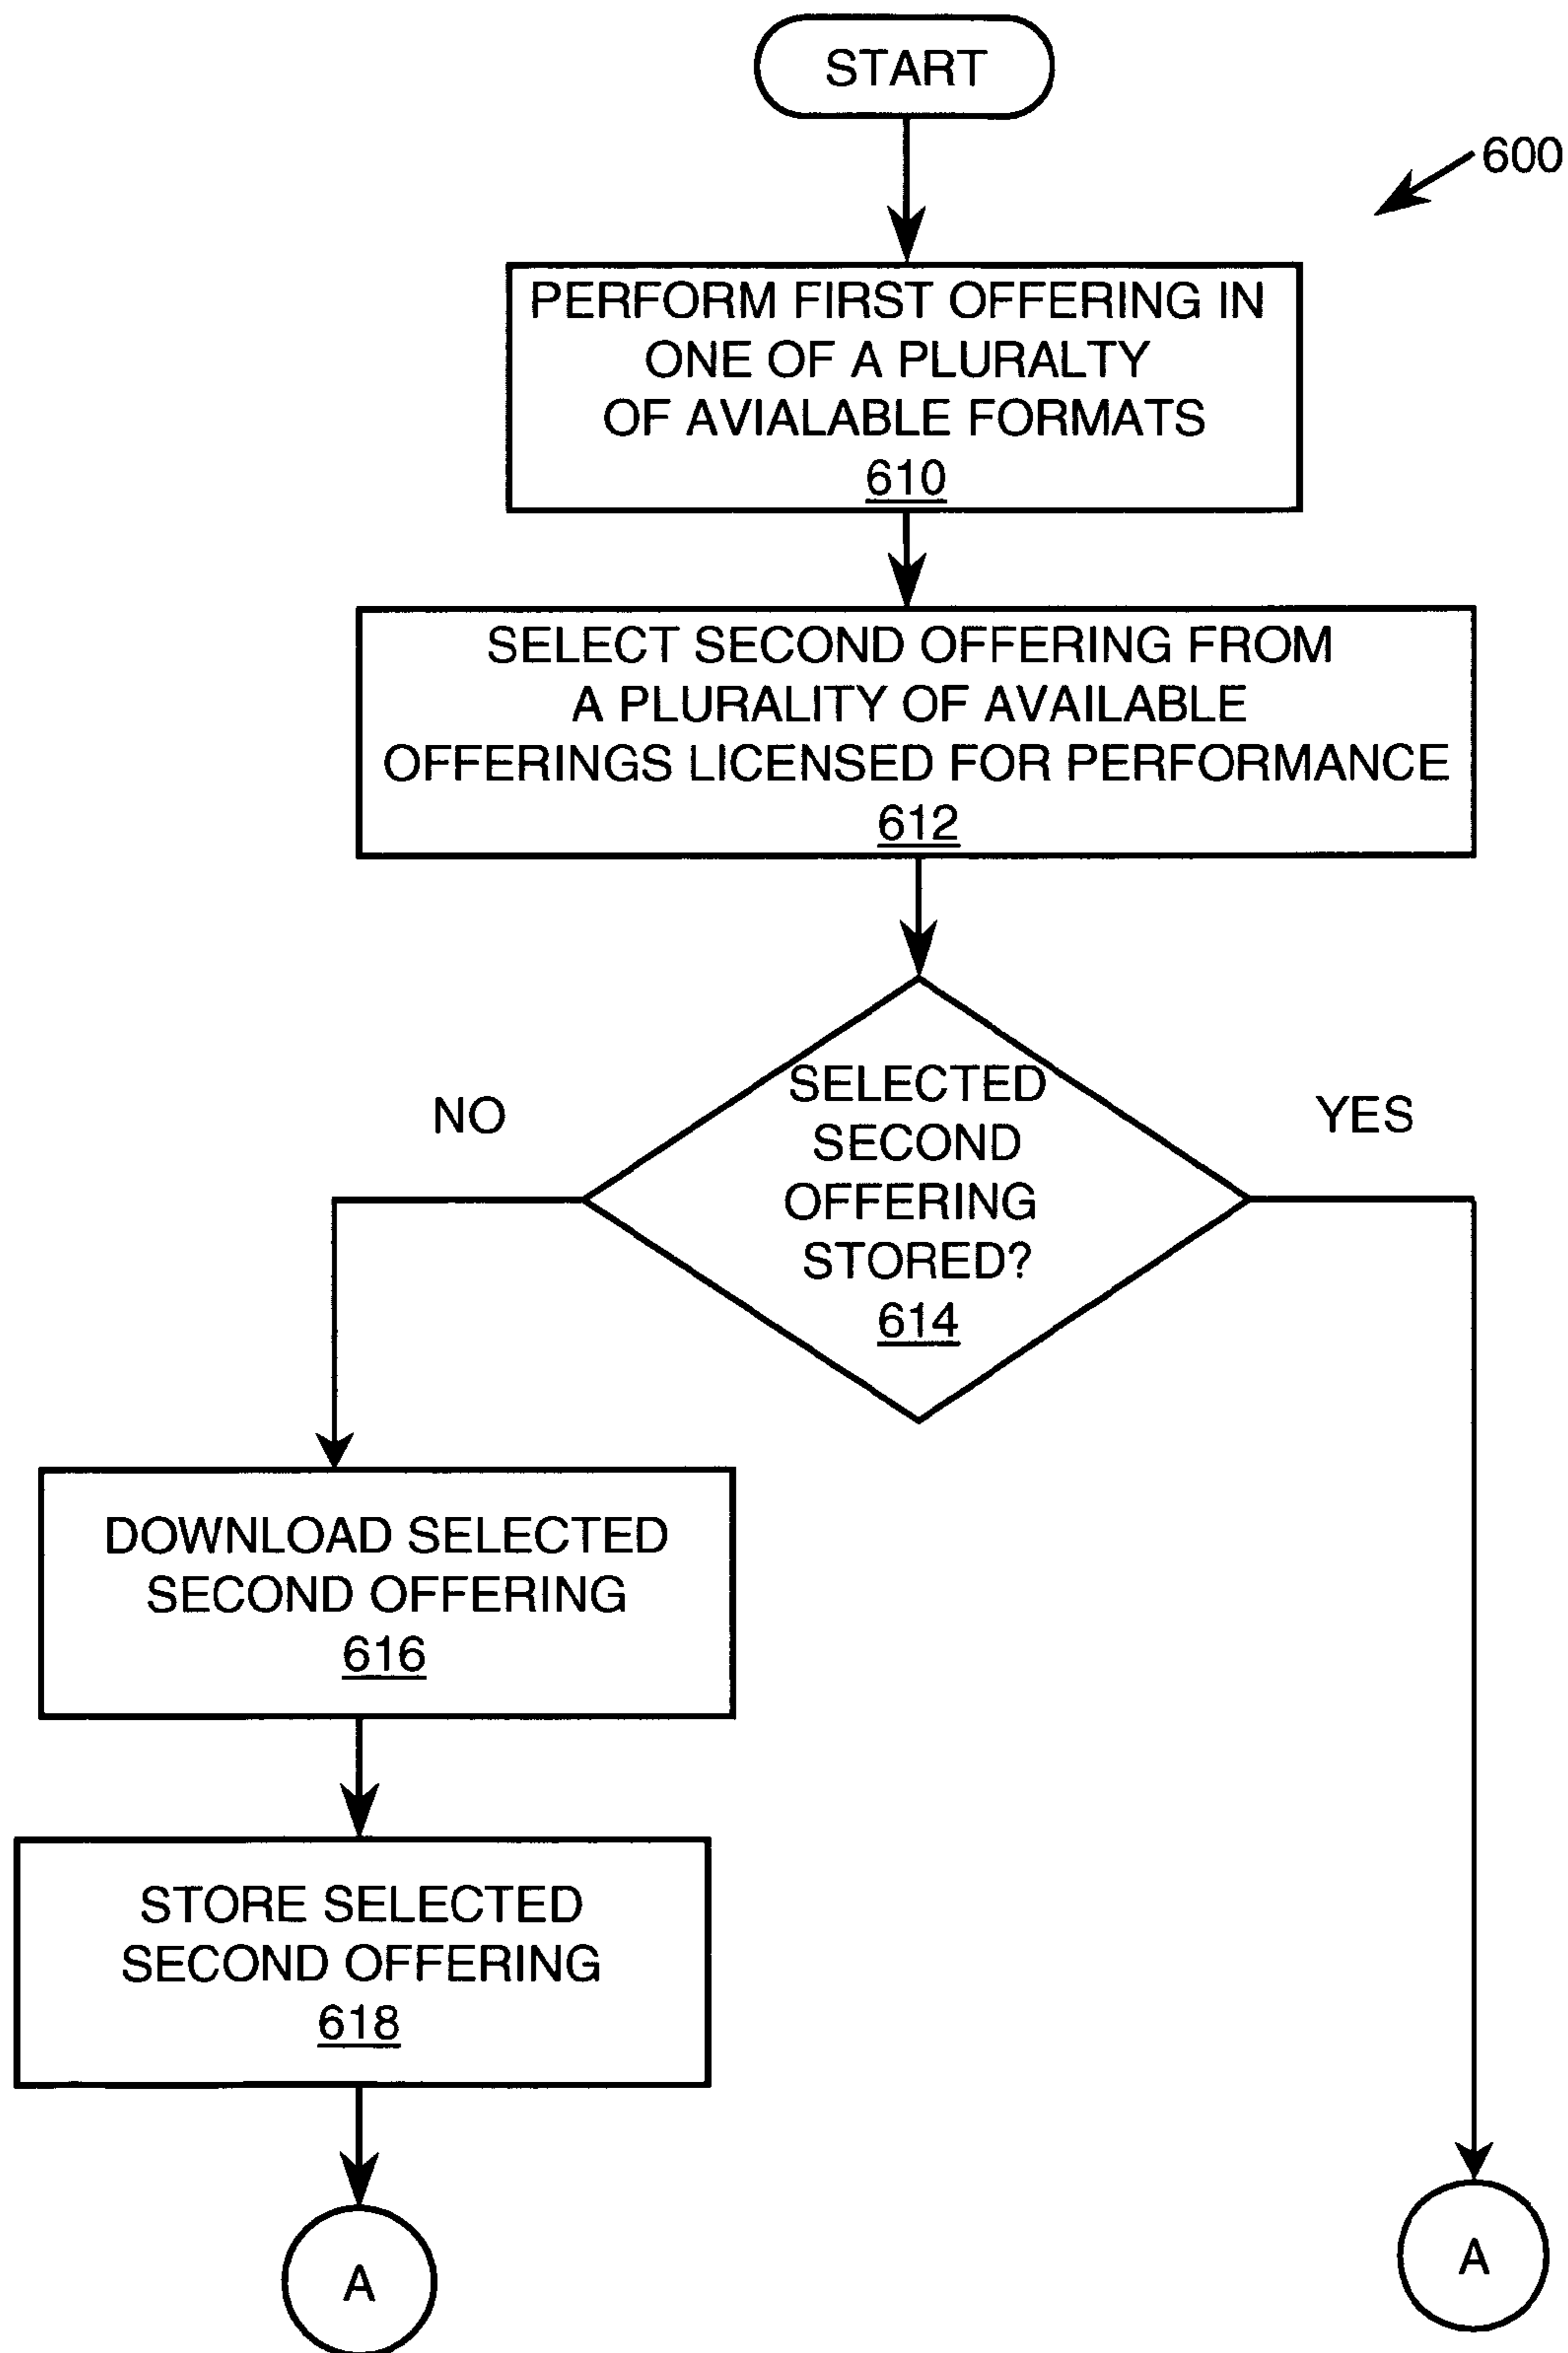 START
600
PERFORM FIRST OFFERING IN
ONE OF A PLURALTY
OF AVIALABLE FORMATS
610
SELECT SECOND OFFERING FROM
A PLURALITY OF AVAILABLE
OFFERINGS LICENSED FOR PERFORMANCE
612
NO
YES
SELECTED
SECOND
OFFERING
STORED?
614
DOWNLOAD SELECTED
SECOND OFFERING
616
STORE SELECTED
SECOND OFFERING
618
A
A